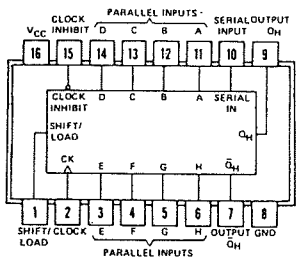 PARALLEL INPUTS
CLOCK SERIAL OUTPUT
VCC INHIBIT D C B A INPUT QH
16 15 14 13 12 11 10 9
CLOCK INHIBIT D C B A SERIAL IN
SHIFT/
LOAD
QH
CK
E F G H Q̅H
1 2 3 4 5 6 7 8
SHIFT/ CLOCK E F G H OUTPUT GND
LOAD Q̅H
PARALLEL INPUTS